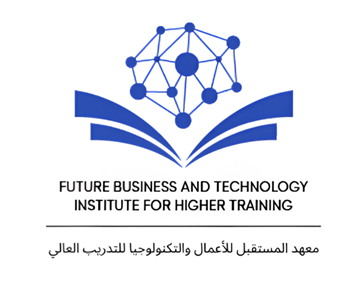 FUTURE BUSINESS AND TECHNOLOGY
INSTITUTE FOR HIGHER TRAINING
معهد المستقبل للأعمال والتكنولوجيا للتدريب العالي